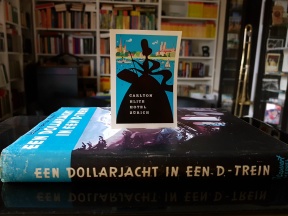 CARLTON
ELITE
HOTEL
ZÜRICH
EEN DOLLARJACHT
IN EEN D-TREIN
EEN DOLLARJACHT IN EEN-D-TREIN